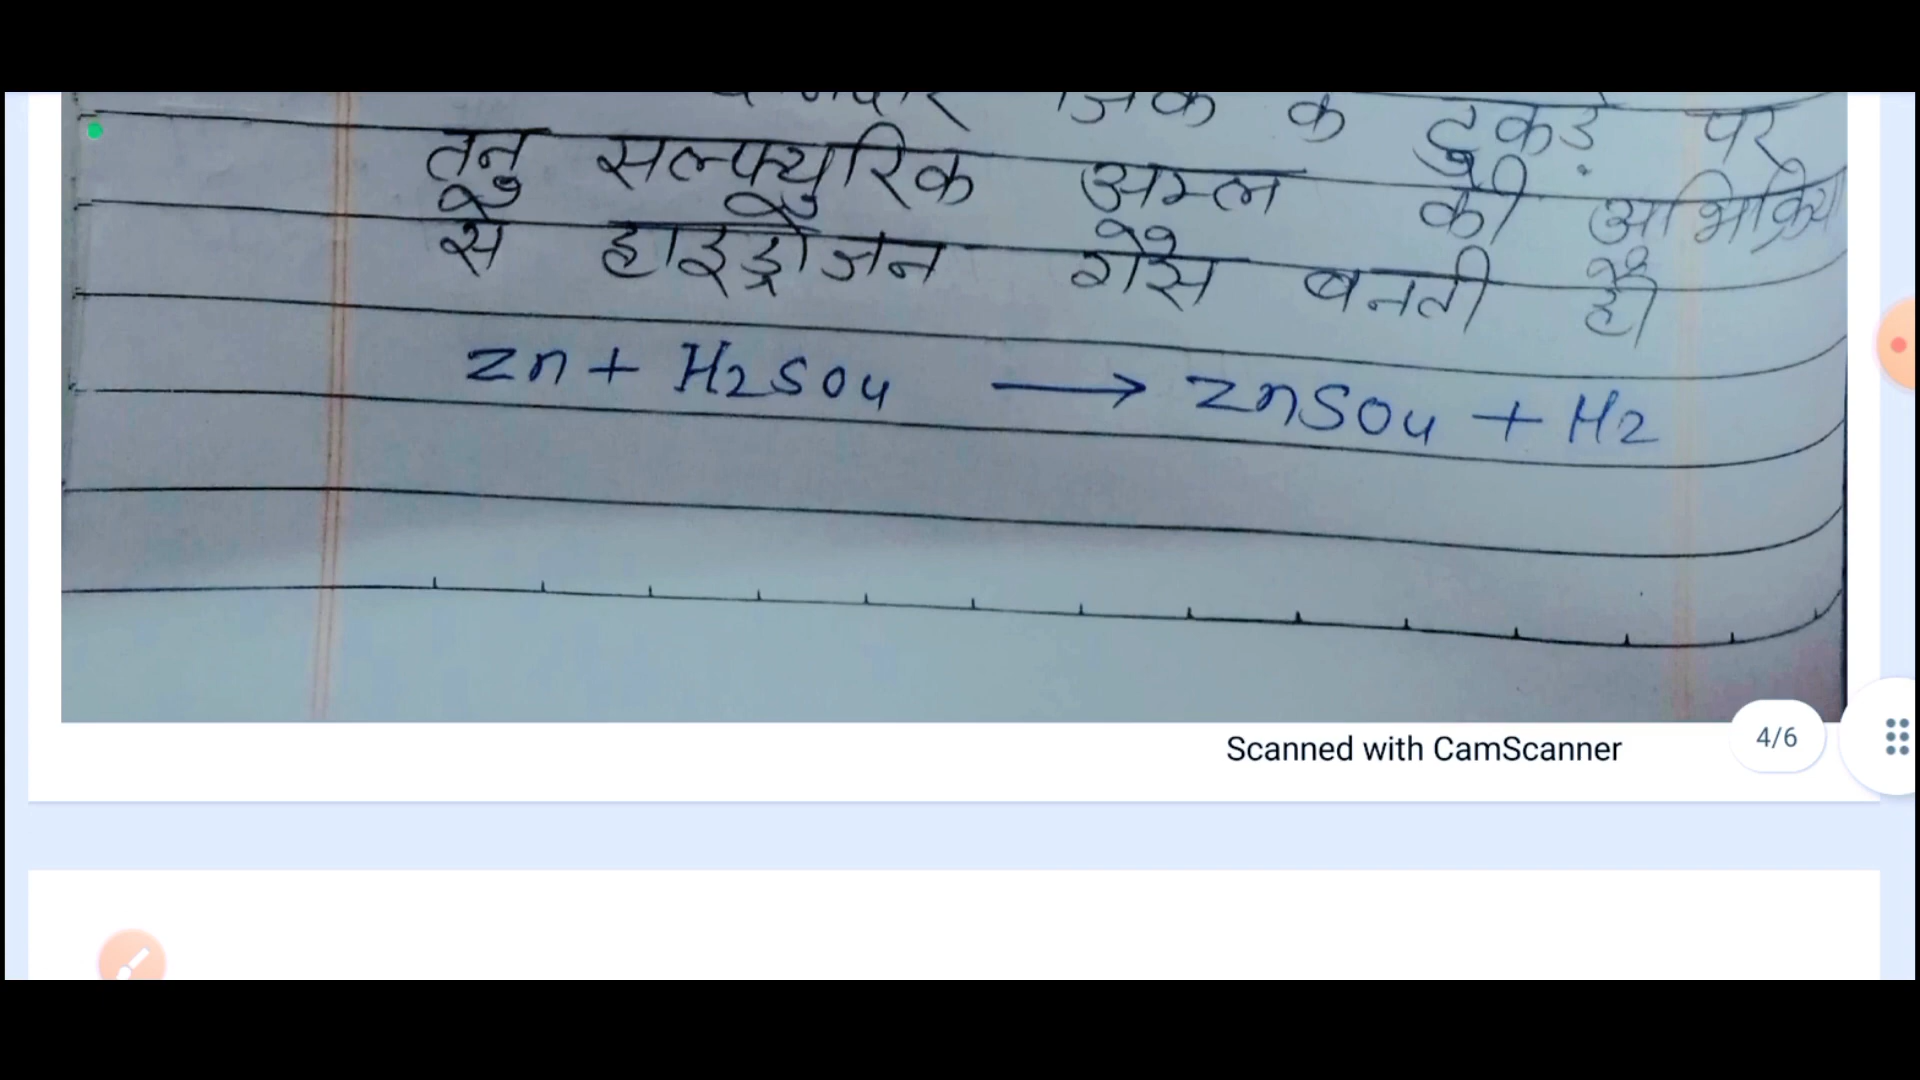 जिंक के टुकड़े पर
तनु सल्फ्युरिक अम्ल की अभिक्रिया
से हाइड्रोजन गैस बनती है।
Zn + H2SO4 ⟶ ZnSO4 + H2
Scanned with CamScanner
4/6